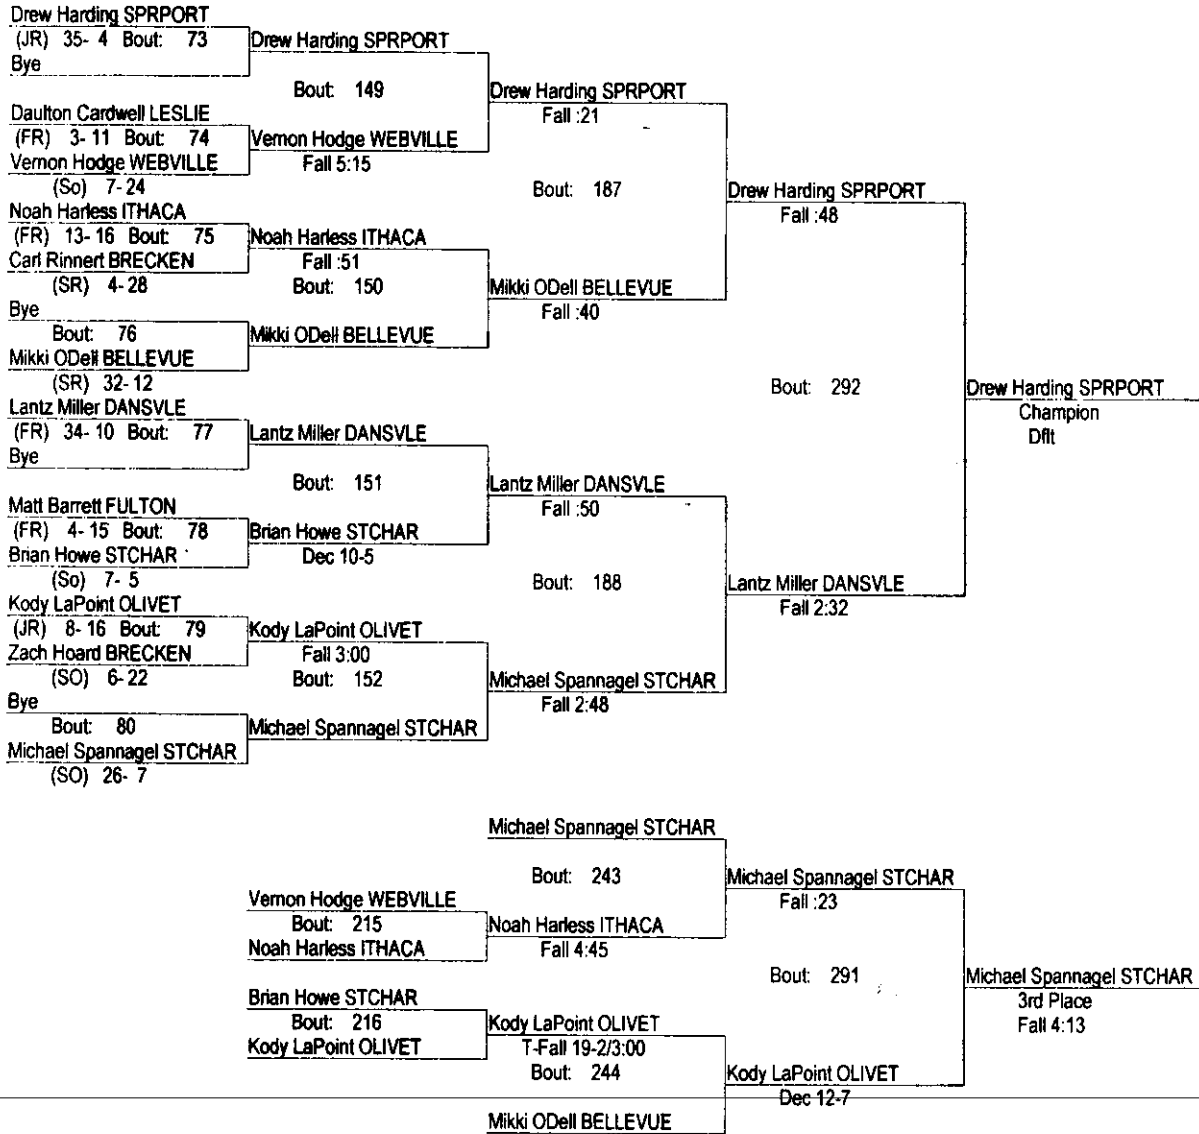 Drew Harding SPRPORT
(JR) 35- 4 Bout: 73
Bye
Drew Harding SPRPORT
Bout: 149
Daulton Cardwell LESLIE
(FR) 3- 11 Bout: 74
Vernon Hodge WEBVILLE
(So) 7- 24
Vernon Hodge WEBVILLE
Fall 5:15
Drew Harding SPRPORT
Fall :21
Bout: 187
Noah Harless ITHACA
(FR) 13- 16 Bout: 75
Carl Rinnert BRECKEN
(SR) 4- 28
Noah Harless ITHACA
Fall :51
Bout: 150
Bye
Bout: 76
Mikki ODell BELLEVUE
(SR) 32- 12
Mikki ODell BELLEVUE
Mikki ODell BELLEVUE
Fall :40
Drew Harding SPRPORT
Fall :48
Bout: 292
Drew Harding SPRPORT
Champion
Dflt
Lantz Miller DANSVLE
(FR) 34- 10 Bout: 77
Bye
Lantz Miller DANSVLE
Bout: 151
Matt Barrett FULTON
(FR) 4- 15 Bout: 78
Brian Howe STCHAR
(So) 7- 5
Brian Howe STCHAR
Dec 10-5
Lantz Miller DANSVLE
Fall :50
Bout: 188
Kody LaPoint OLIVET
(JR) 8- 16 Bout: 79
Zach Hoard BRECKEN
(SO) 6- 22
Kody LaPoint OLIVET
Fall 3:00
Bout: 152
Bye
Bout: 80
Michael Spannagel STCHAR
(SO) 26- 7
Michael Spannagel STCHAR
Michael Spannagel STCHAR
Fall 2:48
Lantz Miller DANSVLE
Fall 2:32
Michael Spannagel STCHAR
Bout: 243
Vernon Hodge WEBVILLE
Bout: 215
Noah Harless ITHACA
Noah Harless ITHACA
Fall 4:45
Michael Spannagel STCHAR
Fall :23
Bout: 291
Michael Spannagel STCHAR
3rd Place
Fall 4:13
Brian Howe STCHAR
Bout: 216
Kody LaPoint OLIVET
Kody LaPoint OLIVET
T-Fall 19-2/3:00
Bout: 244
Kody LaPoint OLIVET
Dec 12-7
Mikki ODell BELLEVUE